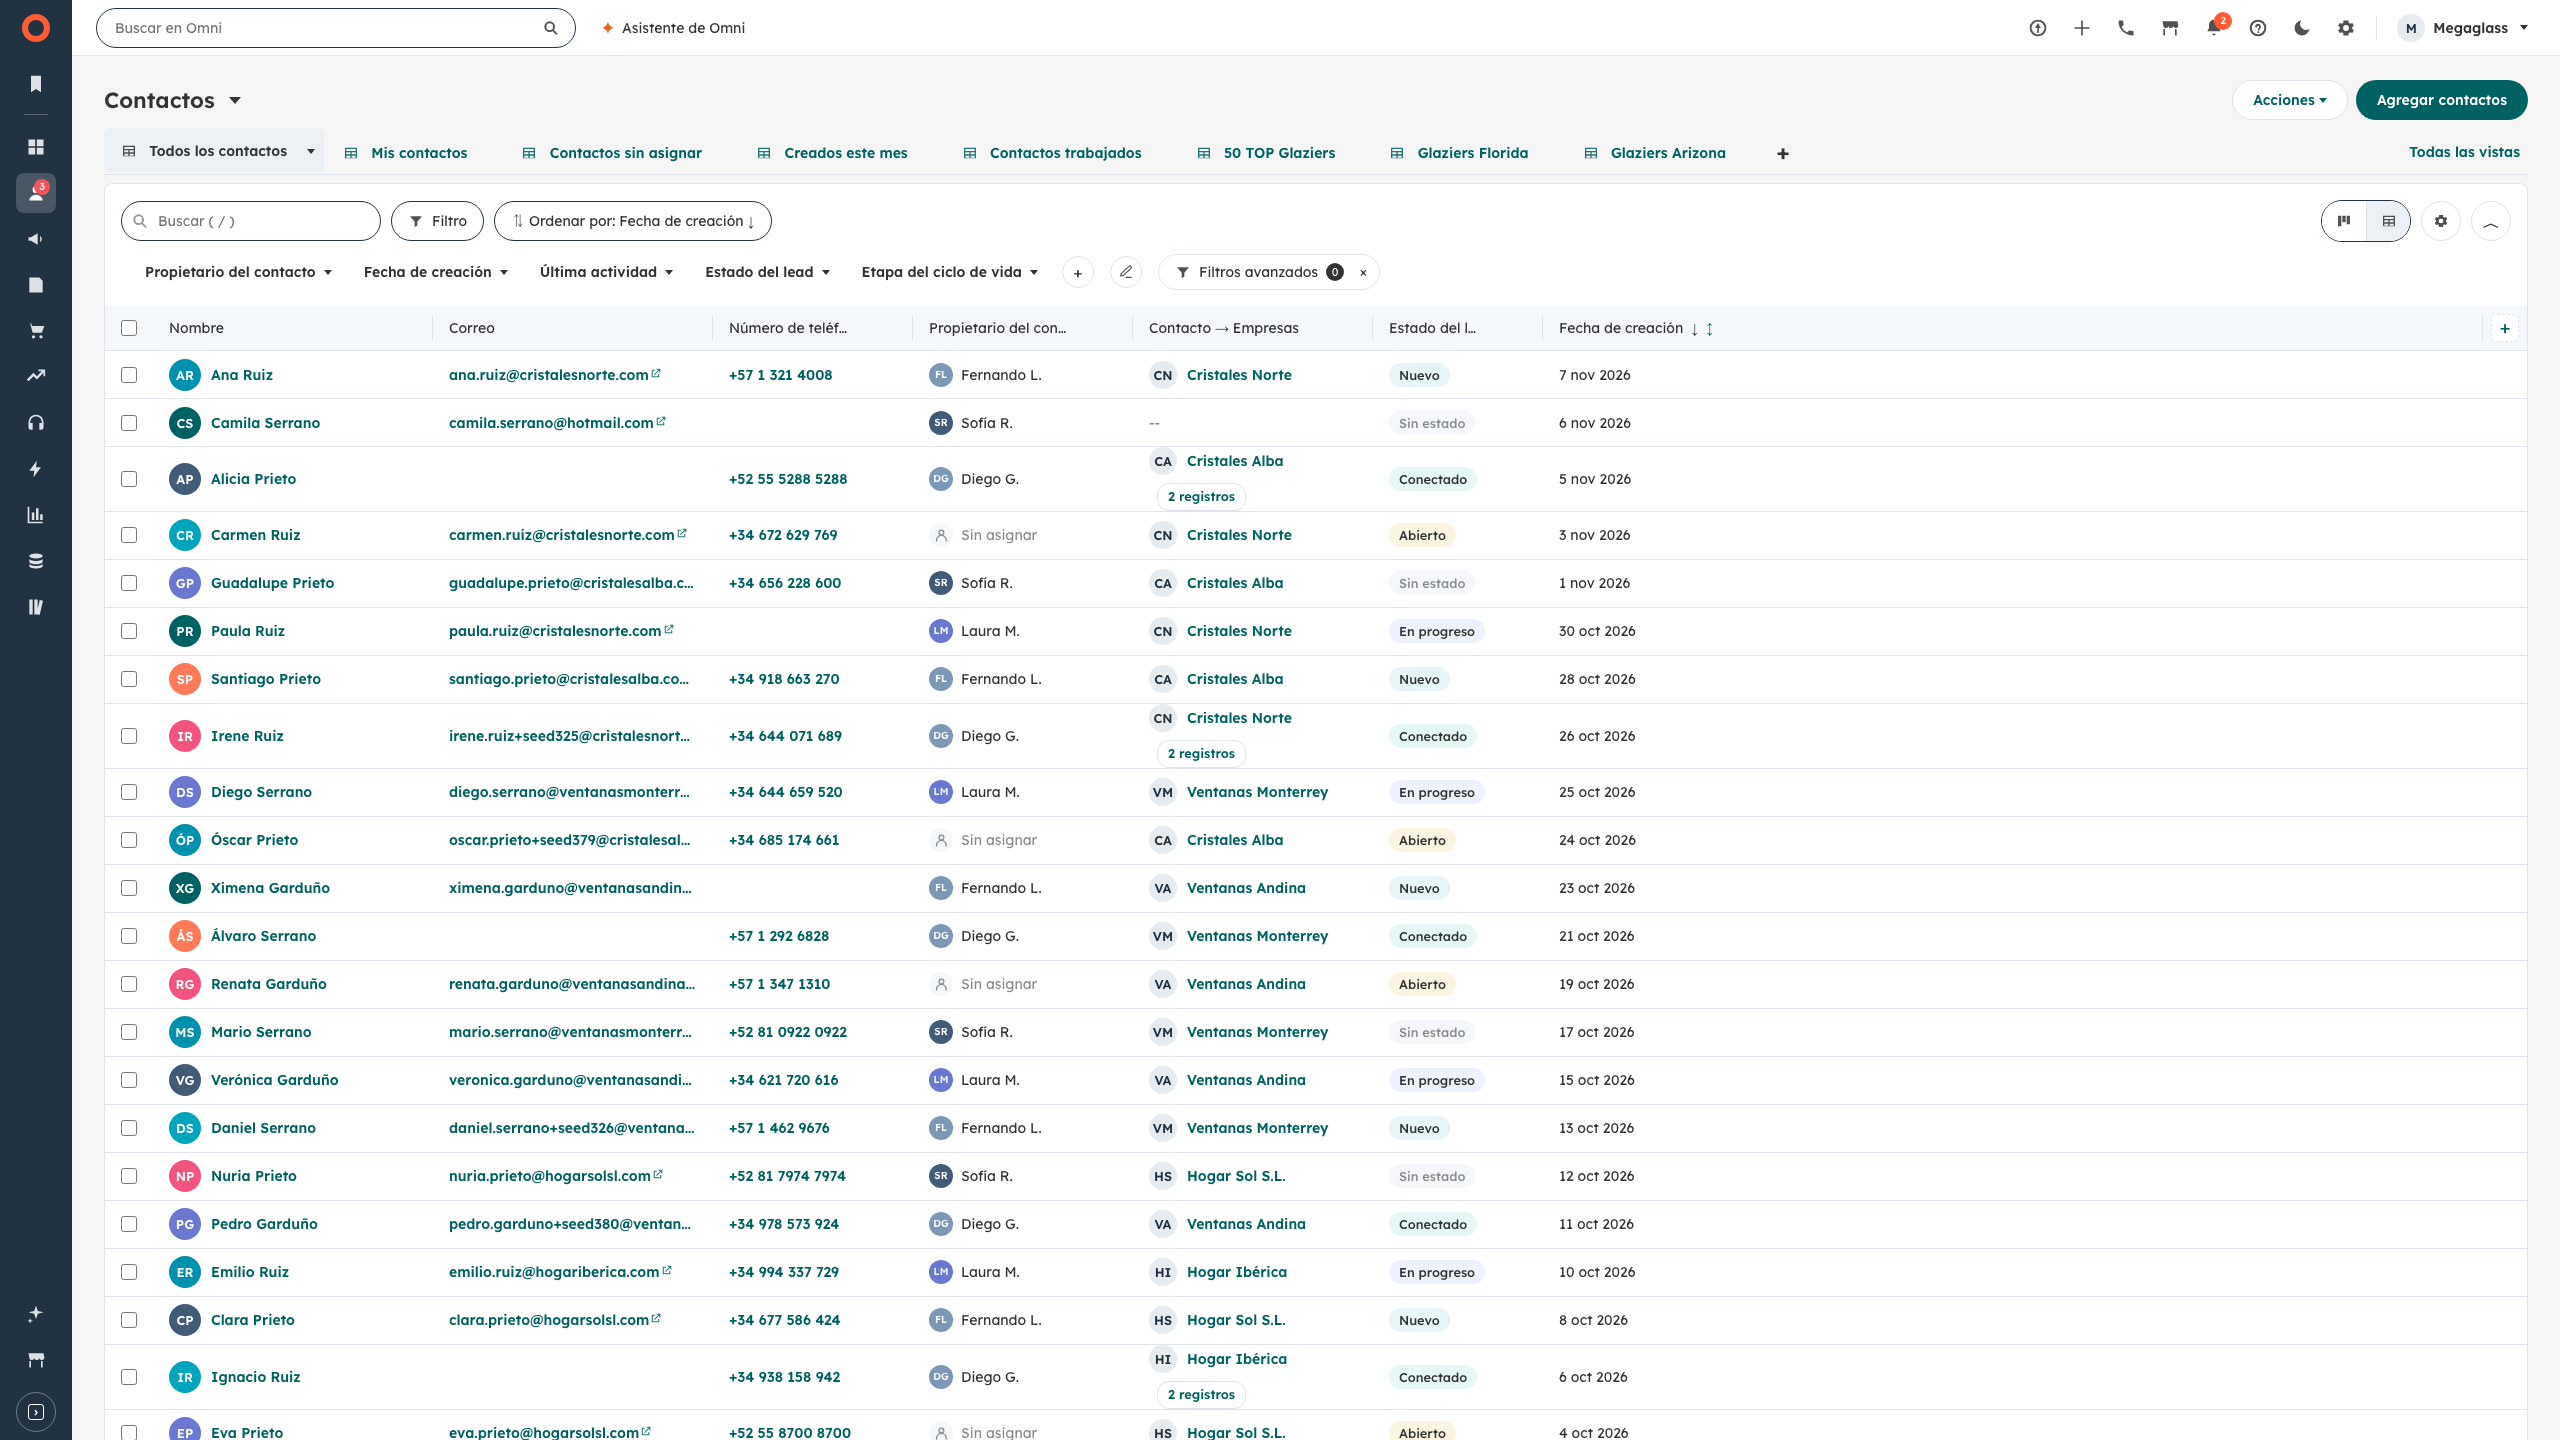 Buscar en Omni
Asistente de Omni
2
M Megaglass
3
Contactos
Acciones
Agregar contactos
Todos los contactos
Mis contactos
Contactos sin asignar
Creados este mes
Contactos trabajados
50 TOP Glaziers
Glaziers Florida
Glaziers Arizona
+
Todas las vistas
Buscar ( / )
Filtro
Ordenar por: Fecha de creación ↓
Propietario del contacto
Fecha de creación
Última actividad
Estado del lead
Etapa del ciclo de vida
+
Filtros avanzados 0 ×
Nombre Correo Número de teléf... Propietario del con... Contacto → Empresas Estado del l... Fecha de creación ↓ ↕ +
AR Ana Ruiz ana.ruiz@cristalesnorte.com +57 1 321 4008 FL Fernando L. CN Cristales Norte Nuevo 7 nov 2026
CS Camila Serrano camila.serrano@hotmail.com SR Sofía R. -- Sin estado 6 nov 2026
AP Alicia Prieto +52 55 5288 5288 DG Diego G. CA Cristales Alba 2 registros Conectado 5 nov 2026
CR Carmen Ruiz carmen.ruiz@cristalesnorte.com +34 672 629 769 Sin asignar CN Cristales Norte Abierto 3 nov 2026
GP Guadalupe Prieto guadalupe.prieto@cristalesalba.c... +34 656 228 600 SR Sofía R. CA Cristales Alba Sin estado 1 nov 2026
PR Paula Ruiz paula.ruiz@cristalesnorte.com LM Laura M. CN Cristales Norte En progreso 30 oct 2026
SP Santiago Prieto santiago.prieto@cristalesalba.co... +34 918 663 270 FL Fernando L. CA Cristales Alba Nuevo 28 oct 2026
IR Irene Ruiz irene.ruiz+seed325@cristalesnort... +34 644 071 689 DG Diego G. CN Cristales Norte 2 registros Conectado 26 oct 2026
DS Diego Serrano diego.serrano@ventanasmonterr... +34 644 659 520 LM Laura M. VM Ventanas Monterrey En progreso 25 oct 2026
ÓP Óscar Prieto oscar.prieto+seed379@cristalesal... +34 685 174 661 Sin asignar CA Cristales Alba Abierto 24 oct 2026
XG Ximena Garduño ximena.garduno@ventanasandin... FL Fernando L. VA Ventanas Andina Nuevo 23 oct 2026
ÁS Álvaro Serrano +57 1 292 6828 DG Diego G. VM Ventanas Monterrey Conectado 21 oct 2026
RG Renata Garduño renata.garduno@ventanasandina... +57 1 347 1310 Sin asignar VA Ventanas Andina Abierto 19 oct 2026
MS Mario Serrano mario.serrano@ventanasmonterr... +52 81 0922 0922 SR Sofía R. VM Ventanas Monterrey Sin estado 17 oct 2026
VG Verónica Garduño veronica.garduno@ventanasandi... +34 621 720 616 LM Laura M. VA Ventanas Andina En progreso 15 oct 2026
DS Daniel Serrano daniel.serrano+seed326@ventana... +57 1 462 9676 FL Fernando L. VM Ventanas Monterrey Nuevo 13 oct 2026
NP Nuria Prieto nuria.prieto@hogarsolsl.com +52 81 7974 7974 SR Sofía R. HS Hogar Sol S.L. Sin estado 12 oct 2026
PG Pedro Garduño pedro.garduno+seed380@ventan... +34 978 573 924 DG Diego G. VA Ventanas Andina Conectado 11 oct 2026
ER Emilio Ruiz emilio.ruiz@hogariberica.com +34 994 337 729 LM Laura M. HI Hogar Ibérica En progreso 10 oct 2026
CP Clara Prieto clara.prieto@hogarsolsl.com +34 677 586 424 FL Fernando L. HS Hogar Sol S.L. Nuevo 8 oct 2026
IR Ignacio Ruiz +34 938 158 942 DG Diego G. HI Hogar Ibérica 2 registros Conectado 6 oct 2026
EP Eva Prieto eva.prieto@hogarsolsl.com +52 55 8700 8700 Sin asignar HS Hogar Sol S.L. Abierto 4 oct 2026